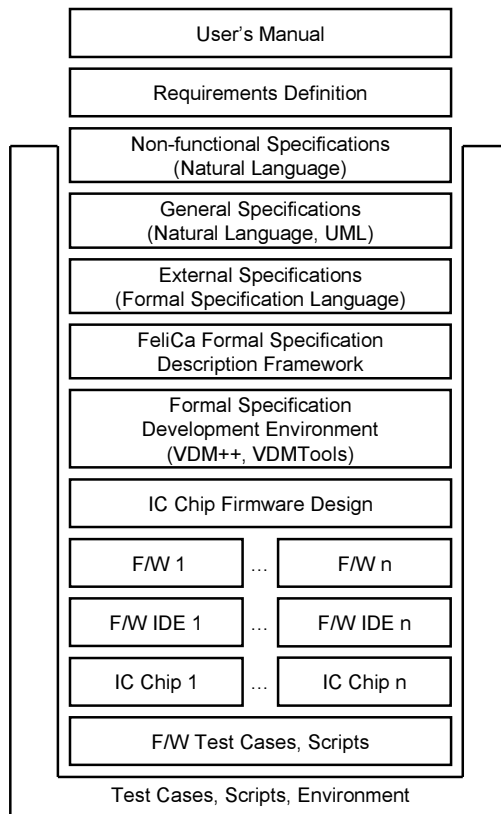 User’s Manual
Requirements Definition
Non-functional Specifications
(Natural Language)
General Specifications
(Natural Language, UML)
External Specifications
(Formal Specification Language)
FeliCa Formal Specification
Description Framework
Formal Specification
Development Environment
(VDM++, VDMTools)
IC Chip Firmware Design
F/W 1 ... F/W n
F/W IDE 1 ... F/W IDE n
IC Chip 1 ... IC Chip n
F/W Test Cases, Scripts
Test Cases, Scripts, Environment